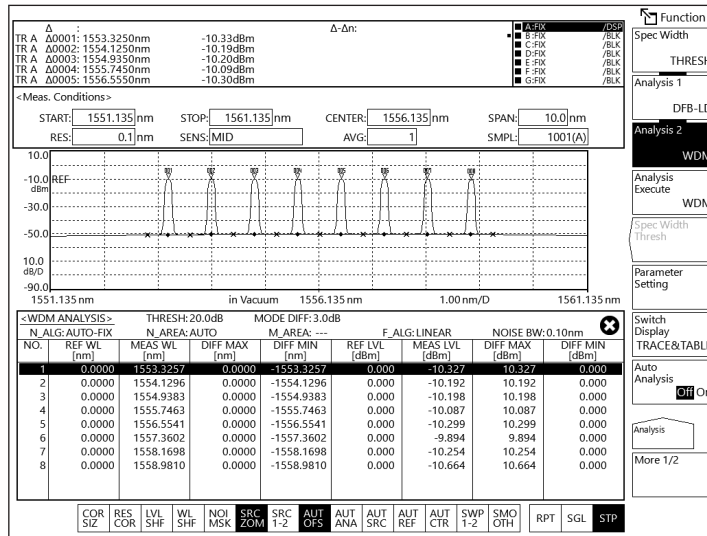 Δ : Δ-Δn:
TR A Δ0001: 1553.3250nm -10.33dBm
TR A Δ0002: 1554.1250nm -10.19dBm
TR A Δ0003: 1554.9350nm -10.20dBm
TR A Δ0004: 1555.7450nm -10.09dBm
TR A Δ0005: 1556.5550nm -10.30dBm
A:FIX /DSP
B:FIX /BLK
C:FIX /BLK
D:FIX /BLK
E:FIX /BLK
F:FIX /BLK
G:FIX /BLK
<Meas. Conditions>
START: 1551.135 nm STOP: 1561.135 nm CENTER: 1556.135 nm SPAN: 10.0 nm
RES: 0.1 nm SENS: MID AVG: 1 SMPL: 1001(A)
10.0
-10.0 REF
dBm
-30.0
-50.0
10.0
dB/D
-90.0
001 002 003 004 005 006 007 008
1551.135 nm in Vacuum 1556.135 nm 1.00 nm/D 1561.135 nm
<WDM ANALYSIS> THRESH: 20.0dB MODE DIFF: 3.0dB
N_ALG: AUTO-FIX N_AREA: AUTO M_AREA: --- F_ALG: LINEAR NOISE BW: 0.10nm
NO. REF WL MEAS WL DIFF MAX DIFF MIN REF LVL MEAS LVL DIFF MAX DIFF MIN
[nm] [nm] [nm] [nm] [dBm] [dBm] [dBm] [dBm]
1 0.0000 1553.3257 0.0000 -1553.3257 0.000 -10.327 10.327 0.000
2 0.0000 1554.1296 0.0000 -1554.1296 0.000 -10.192 10.192 0.000
3 0.0000 1554.9383 0.0000 -1554.9383 0.000 -10.198 10.198 0.000
4 0.0000 1555.7463 0.0000 -1555.7463 0.000 -10.087 10.087 0.000
5 0.0000 1556.5541 0.0000 -1556.5541 0.000 -10.299 10.299 0.000
6 0.0000 1557.3602 0.0000 -1557.3602 0.000 -9.894 9.894 0.000
7 0.0000 1558.1698 0.0000 -1558.1698 0.000 -10.254 10.254 0.000
8 0.0000 1558.9810 0.0000 -1558.9810 0.000 -10.664 10.664 0.000
COR RES LVL WL NOI SRC SRC AUT AUT AUT AUT AUT SWP SMO RPT SGL STP
SIZ COR SHF SHF MSK ZOM 1-2 OFS ANA SRC REF CTR 1-2 OTH
Function
Spec Width
THRESH
Analysis 1
DFB-LD
Analysis 2
WDM
Analysis
Execute
WDM
Spec Width
Thresh
Parameter
Setting
Switch
Display
TRACE&TABLE
Auto
Analysis
Off On
Analysis
More 1/2